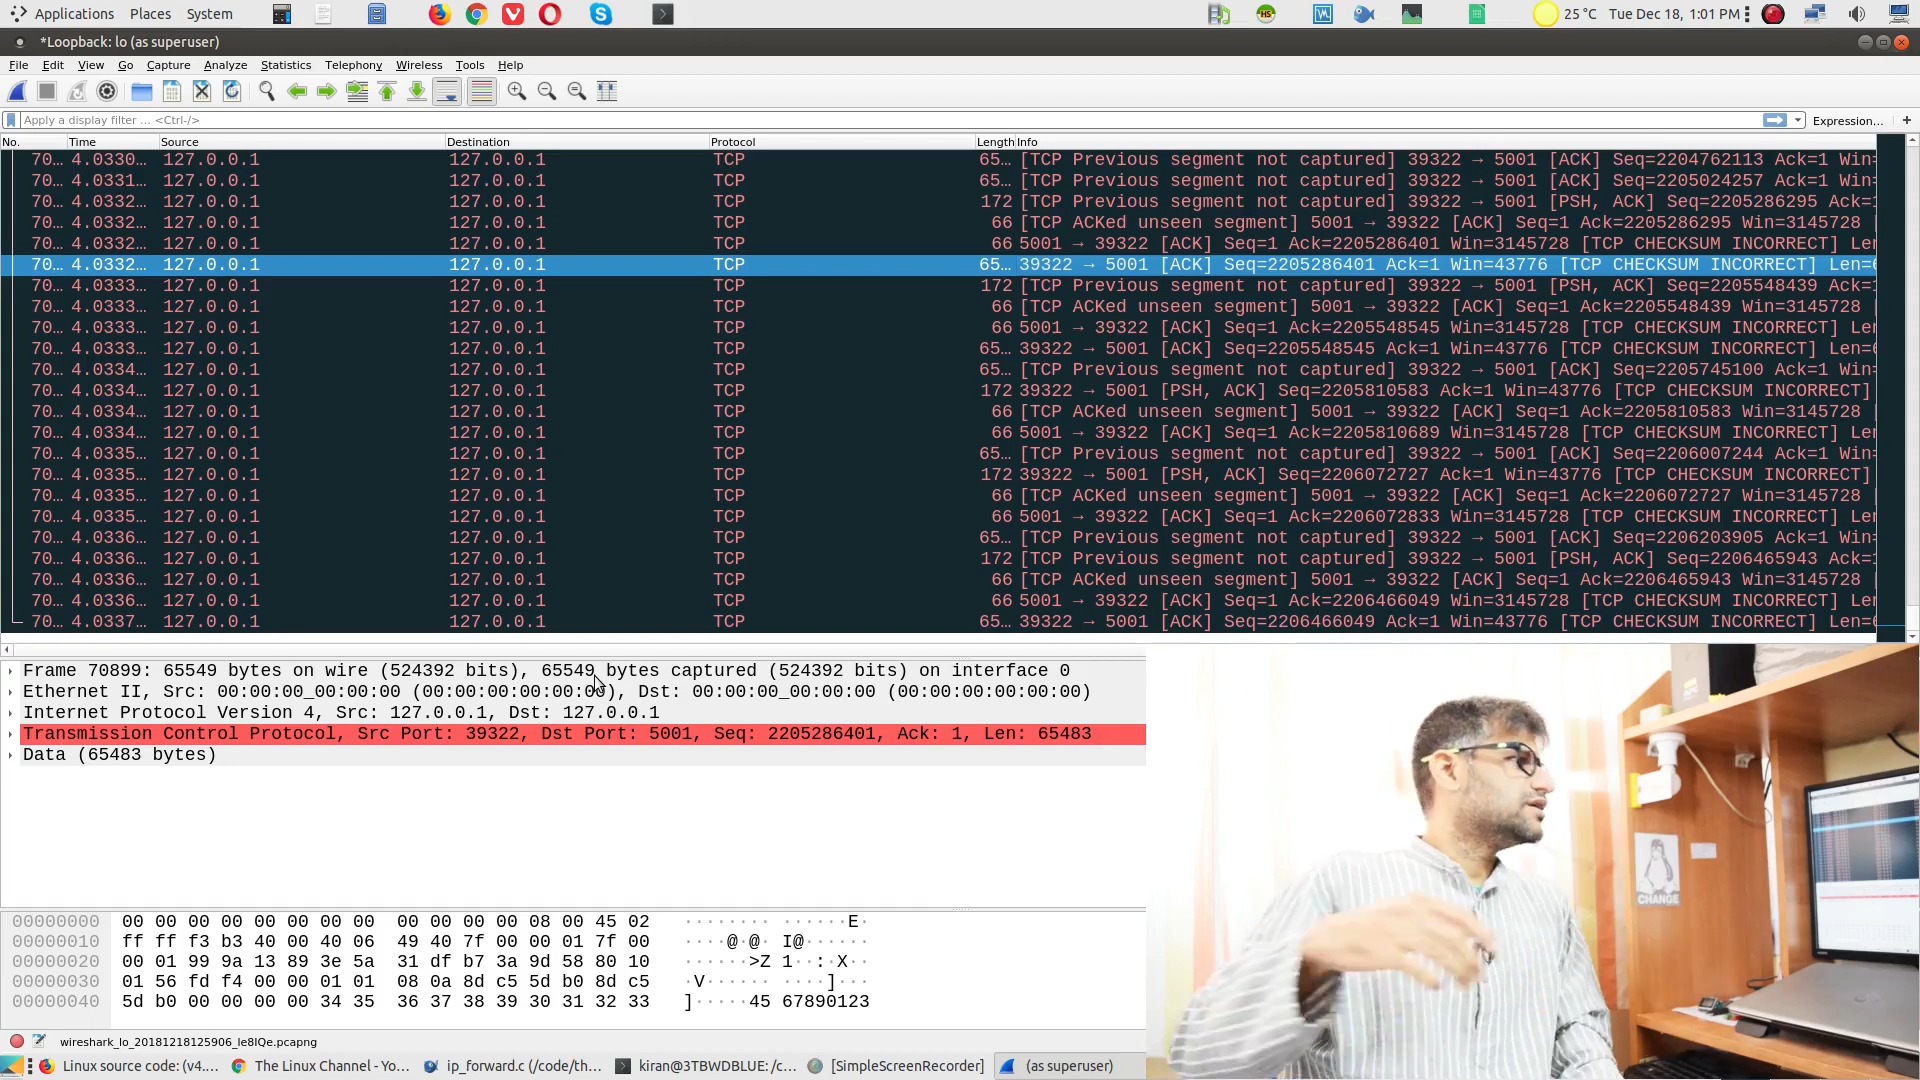 Applications Places System 25 °C Tue Dec 18, 1:01 PM
*Loopback: lo (as superuser)
File Edit View Go Capture Analyze Statistics Telephony Wireless Tools Help
Apply a display filter ... <Ctrl-/> Expression... +
No. Time Source Destination Protocol Length Info
70... 4.0330... 127.0.0.1 127.0.0.1 TCP 65... [TCP Previous segment not captured] 39322 → 5001 [ACK] Seq=2204762113 Ack=1 Win=
70... 4.0331... 127.0.0.1 127.0.0.1 TCP 65... [TCP Previous segment not captured] 39322 → 5001 [ACK] Seq=2205024257 Ack=1 Win=
70... 4.0332... 127.0.0.1 127.0.0.1 TCP 172 [TCP Previous segment not captured] 39322 → 5001 [PSH, ACK] Seq=2205286295 Ack=
70... 4.0332... 127.0.0.1 127.0.0.1 TCP 66 [TCP ACKed unseen segment] 5001 → 39322 [ACK] Seq=1 Ack=2205286295 Win=3145728 [
70... 4.0332... 127.0.0.1 127.0.0.1 TCP 66 5001 → 39322 [ACK] Seq=1 Ack=2205286401 Win=3145728 [TCP CHECKSUM INCORRECT] Len
70... 4.0332... 127.0.0.1 127.0.0.1 TCP 65... 39322 → 5001 [ACK] Seq=2205286401 Ack=1 Win=43776 [TCP CHECKSUM INCORRECT] Len=6
70... 4.0333... 127.0.0.1 127.0.0.1 TCP 172 [TCP Previous segment not captured] 39322 → 5001 [PSH, ACK] Seq=2205548439 Ack=
70... 4.0333... 127.0.0.1 127.0.0.1 TCP 66 [TCP ACKed unseen segment] 5001 → 39322 [ACK] Seq=1 Ack=2205548439 Win=3145728 [
70... 4.0333... 127.0.0.1 127.0.0.1 TCP 66 5001 → 39322 [ACK] Seq=1 Ack=2205548545 Win=3145728 [TCP CHECKSUM INCORRECT] Len
70... 4.0333... 127.0.0.1 127.0.0.1 TCP 65... 39322 → 5001 [ACK] Seq=2205548545 Ack=1 Win=43776 [TCP CHECKSUM INCORRECT] Len=6
70... 4.0334... 127.0.0.1 127.0.0.1 TCP 65... [TCP Previous segment not captured] 39322 → 5001 [ACK] Seq=2205745100 Ack=1 Win=
70... 4.0334... 127.0.0.1 127.0.0.1 TCP 172 39322 → 5001 [PSH, ACK] Seq=2205810583 Ack=1 Win=43776 [TCP CHECKSUM INCORRECT]
70... 4.0334... 127.0.0.1 127.0.0.1 TCP 66 [TCP ACKed unseen segment] 5001 → 39322 [ACK] Seq=1 Ack=2205810583 Win=3145728 [
70... 4.0334... 127.0.0.1 127.0.0.1 TCP 66 5001 → 39322 [ACK] Seq=1 Ack=2205810689 Win=3145728 [TCP CHECKSUM INCORRECT] Len
70... 4.0335... 127.0.0.1 127.0.0.1 TCP 65... [TCP Previous segment not captured] 39322 → 5001 [ACK] Seq=2206007244 Ack=1 Win=
70... 4.0335... 127.0.0.1 127.0.0.1 TCP 172 39322 → 5001 [PSH, ACK] Seq=2206072727 Ack=1 Win=43776 [TCP CHECKSUM INCORRECT]
70... 4.0335... 127.0.0.1 127.0.0.1 TCP 66 [TCP ACKed unseen segment] 5001 → 39322 [ACK] Seq=1 Ack=2206072727 Win=3145728 [
70... 4.0335... 127.0.0.1 127.0.0.1 TCP 66 5001 → 39322 [ACK] Seq=1 Ack=2206072833 Win=3145728 [TCP CHECKSUM INCORRECT] Len
70... 4.0336... 127.0.0.1 127.0.0.1 TCP 65... [TCP Previous segment not captured] 39322 → 5001 [ACK] Seq=2206203905 Ack=1 Win=
70... 4.0336... 127.0.0.1 127.0.0.1 TCP 172 [TCP Previous segment not captured] 39322 → 5001 [PSH, ACK] Seq=2206465943 Ack=
70... 4.0336... 127.0.0.1 127.0.0.1 TCP 66 [TCP ACKed unseen segment] 5001 → 39322 [ACK] Seq=1 Ack=2206465943 Win=3145728 [
70... 4.0336... 127.0.0.1 127.0.0.1 TCP 66 5001 → 39322 [ACK] Seq=1 Ack=2206466049 Win=3145728 [TCP CHECKSUM INCORRECT] Len
70... 4.0337... 127.0.0.1 127.0.0.1 TCP 65... 39322 → 5001 [ACK] Seq=2206466049 Ack=1 Win=43776 [TCP CHECKSUM INCORRECT] Len=6
Frame 70899: 65549 bytes on wire (524392 bits), 65549 bytes captured (524392 bits) on interface 0
Ethernet II, Src: 00:00:00_00:00:00 (00:00:00:00:00:00), Dst: 00:00:00_00:00:00 (00:00:00:00:00:00)
Internet Protocol Version 4, Src: 127.0.0.1, Dst: 127.0.0.1
Transmission Control Protocol, Src Port: 39322, Dst Port: 5001, Seq: 2205286401, Ack: 1, Len: 65483
Data (65483 bytes)
00000000 00 00 00 00 00 00 00 00 00 00 00 00 08 00 45 02 ········ ······E·
00000010 ff ff f3 b3 40 00 40 06 49 40 7f 00 00 01 7f 00 ····@·@· I@······
00000020 00 01 99 9a 13 89 3e 5a 31 df b7 3a 9d 58 80 10 ······>Z 1··:·X··
00000030 01 56 fd f4 00 00 01 01 08 0a 8d c5 5d b0 8d c5 ·V······ ····]···
00000040 5d b0 00 00 00 00 34 35 36 37 38 39 30 31 32 33 ]·····45 67890123
CHANGE
wireshark_lo_20181218125906_le8lQe.pcapng
Linux source code: (v4.... The Linux Channel - Yo... ip_forward.c (/code/th... kiran@3TBWDBLUE: /c... [SimpleScreenRecorder] (as superuser)